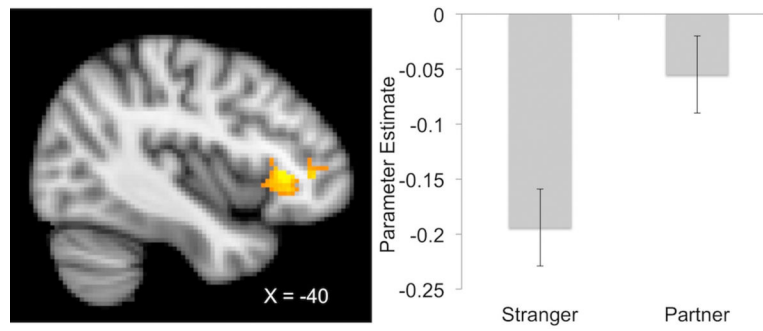 X = -40
Parameter Estimate
0
-0.05
-0.1
-0.15
-0.2
-0.25
Stranger Partner